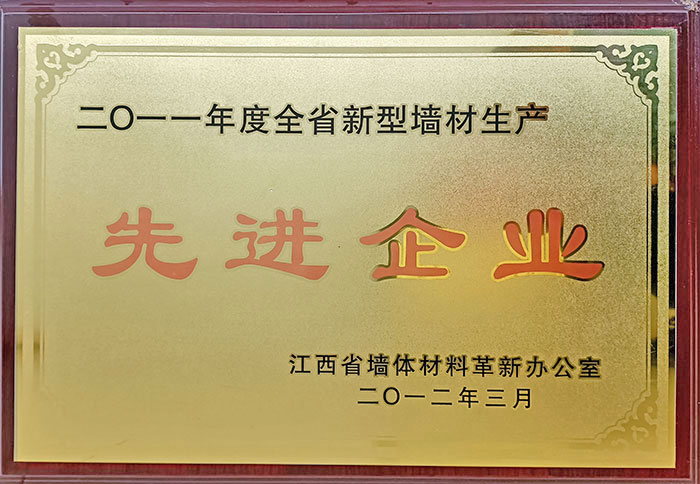 二〇一一年度全省新型墙材生产
先进企业
江西省墙体材料革新办公室
二〇一二年三月